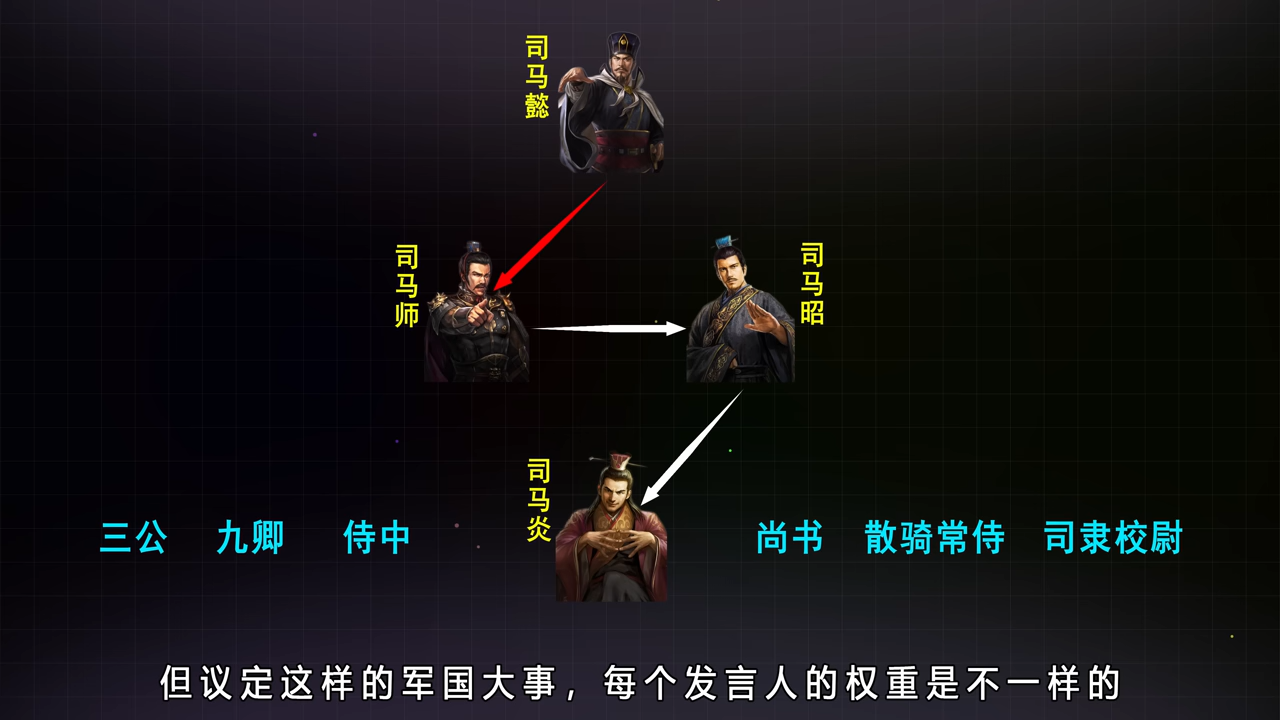 司马懿
司马师
司马昭
司马炎
三公 九卿 侍中 尚书 散骑常侍 司隶校尉
但议定这样的军国大事，每个发言人的权重是不一样的